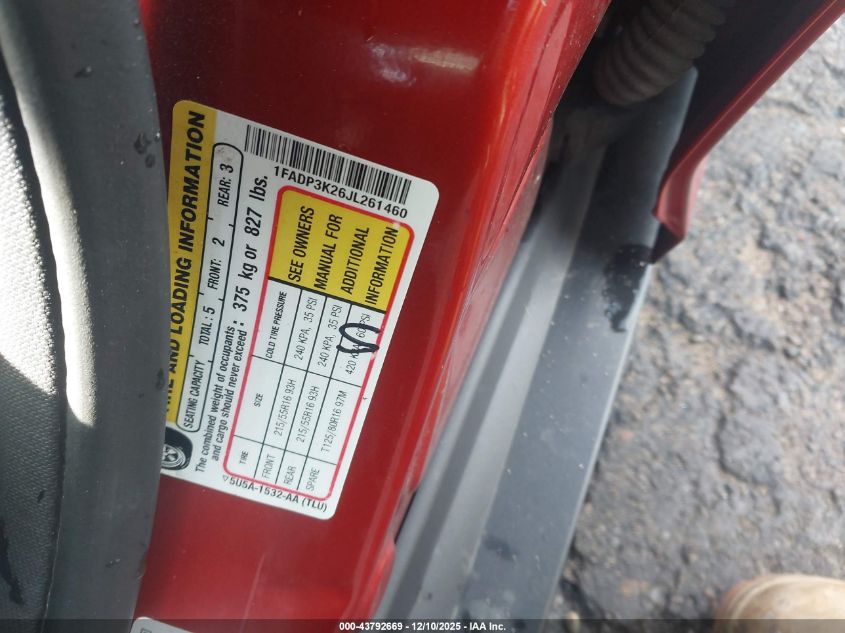 TIRE AND LOADING INFORMATION
SEATING CAPACITY TOTAL: 5 FRONT: 2 REAR: 3
The combined weight of occupants and cargo should never exceed: 375 kg or 827 lbs.
TIRE SIZE COLD TIRE PRESSURE
FRONT 215/55R16 93H 240 KPA, 35 PSI
REAR 215/55R16 93H 240 KPA, 35 PSI
SPARE T125/80R16 97M 420 KPA, 60 PSI
SEE OWNERS
MANUAL FOR
ADDITIONAL
INFORMATION
5U5A-1532-AA (TLU)
1FADP3K26JL261460
000-43792669 • 12/10/2025 • IAA Inc.